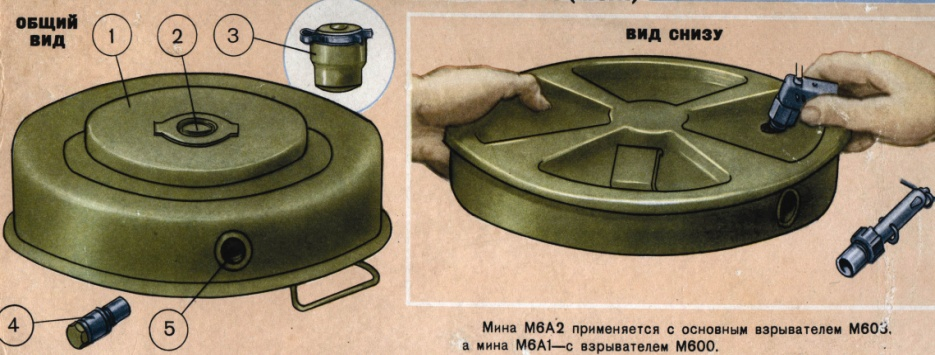 ОБЩИЙ
ВИД
1
2
3
ВИД СНИЗУ
4
5
Мина М6А2 применяется с основным взрывателем М603.
а мина М6А1—с взрывателем М600.